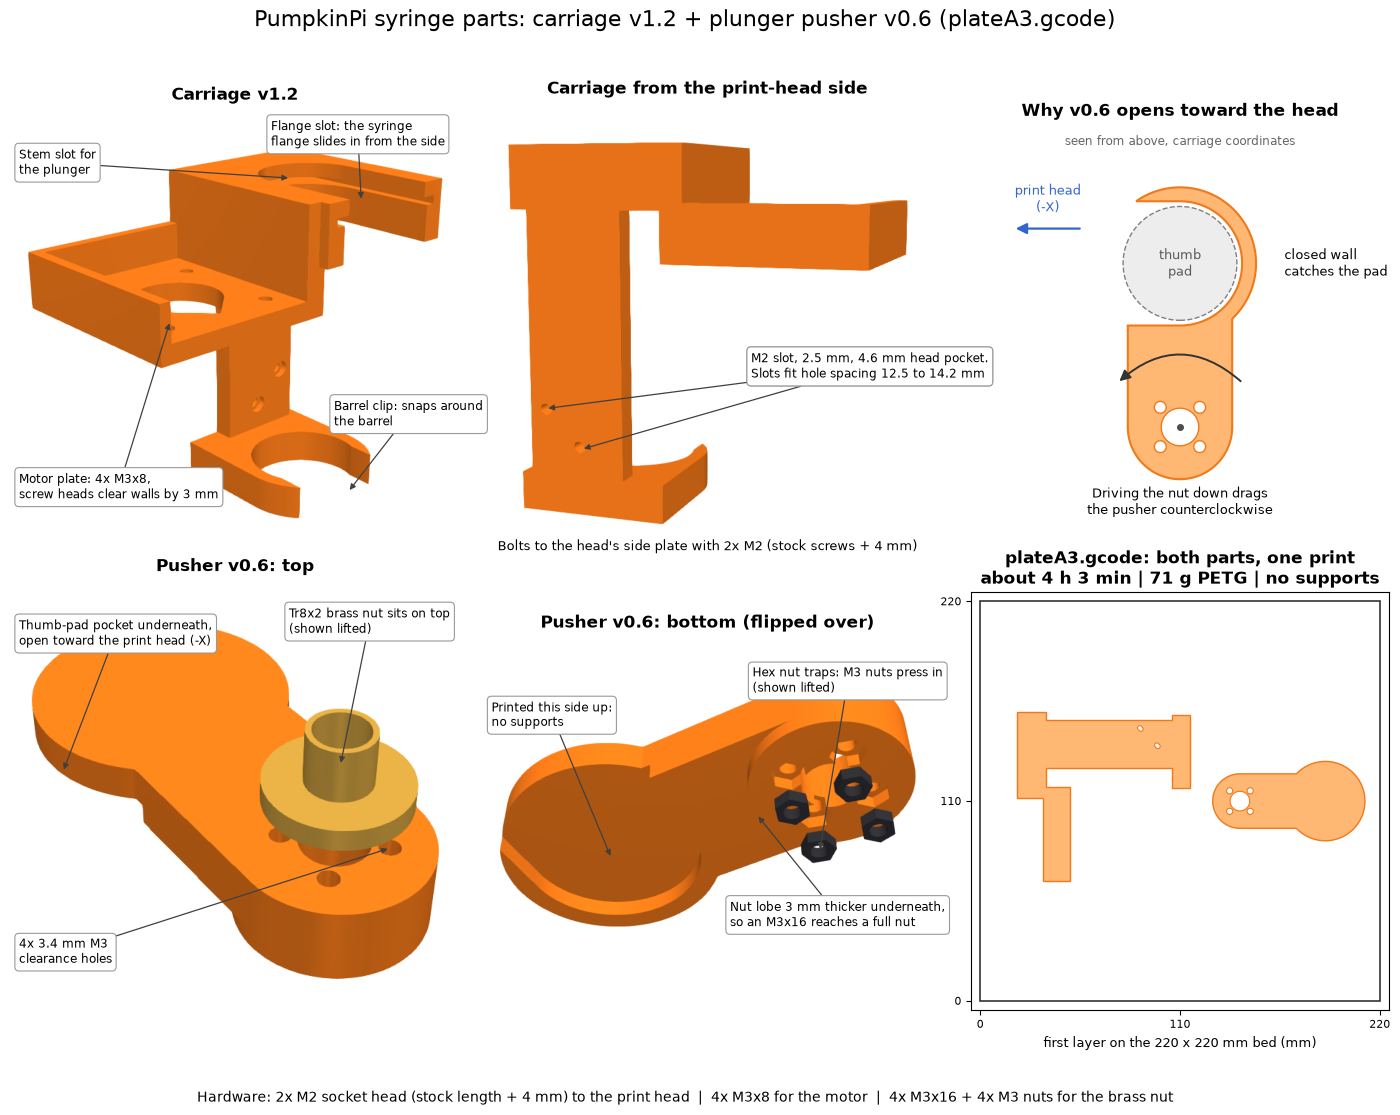 PumpkinPi syringe parts: carriage v1.2 + plunger pusher v0.6 (plateA3.gcode)
Carriage v1.2
Flange slot: the syringe
flange slides in from the side
Stem slot for
the plunger
Barrel clip: snaps around
the barrel
Motor plate: 4x M3x8,
screw heads clear walls by 3 mm
Carriage from the print-head side
M2 slot, 2.5 mm, 4.6 mm head pocket.
Slots fit hole spacing 12.5 to 14.2 mm
Bolts to the head's side plate with 2x M2 (stock screws + 4 mm)
Why v0.6 opens toward the head
seen from above, carriage coordinates
print head
(-X)
thumb
pad
closed wall
catches the pad
Driving the nut down drags
the pusher counterclockwise
Pusher v0.6: top
Thumb-pad pocket underneath,
open toward the print head (-X)
Tr8x2 brass nut sits on top
(shown lifted)
4x 3.4 mm M3
clearance holes
Pusher v0.6: bottom (flipped over)
Hex nut traps: M3 nuts press in
(shown lifted)
Printed this side up:
no supports
Nut lobe 3 mm thicker underneath,
so an M3x16 reaches a full nut
plateA3.gcode: both parts, one print
about 4 h 3 min | 71 g PETG | no supports
220
110
0
0
110
220
first layer on the 220 x 220 mm bed (mm)
Hardware: 2x M2 socket head (stock length + 4 mm) to the print head | 4x M3x8 for the motor | 4x M3x16 + 4x M3 nuts for the brass nut